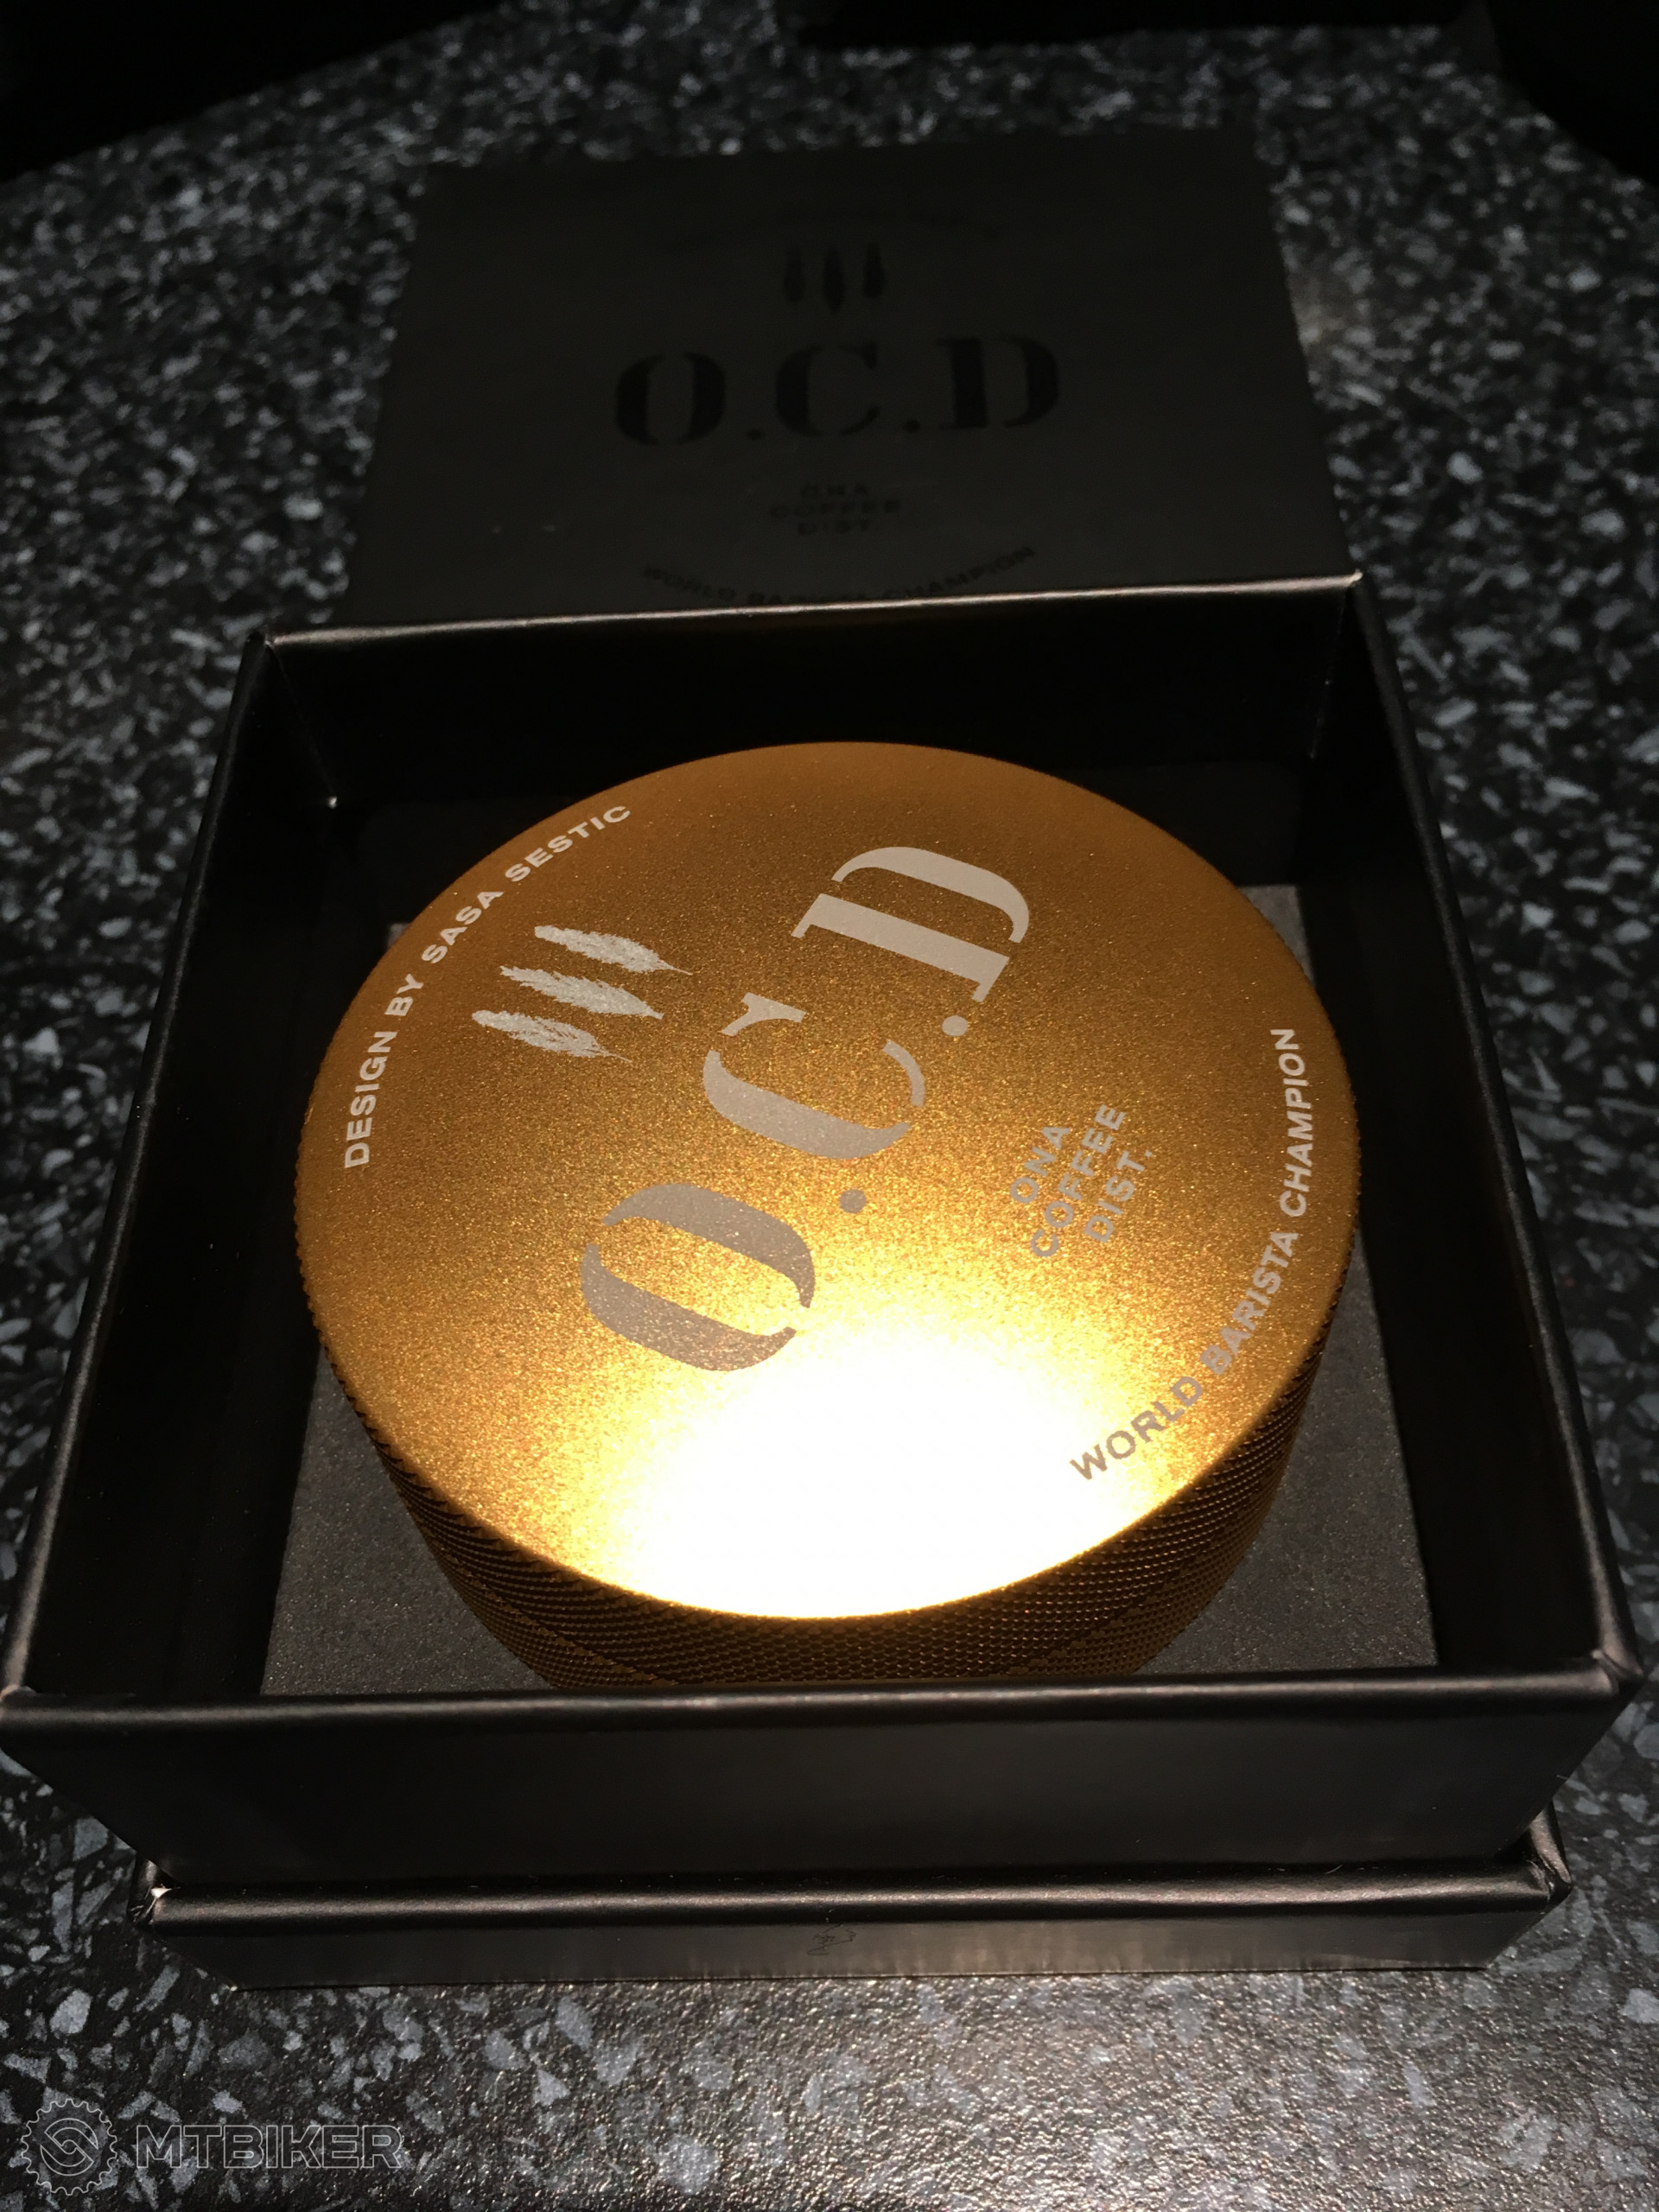 O.C.D
ONA
COFFEE
DIST.
WORLD BARISTA CHAMPION
DESIGN BY SASA SESTIC
O.C.D
ONA
COFFEE
DIST.
WORLD BARISTA CHAMPION
MTBIKER